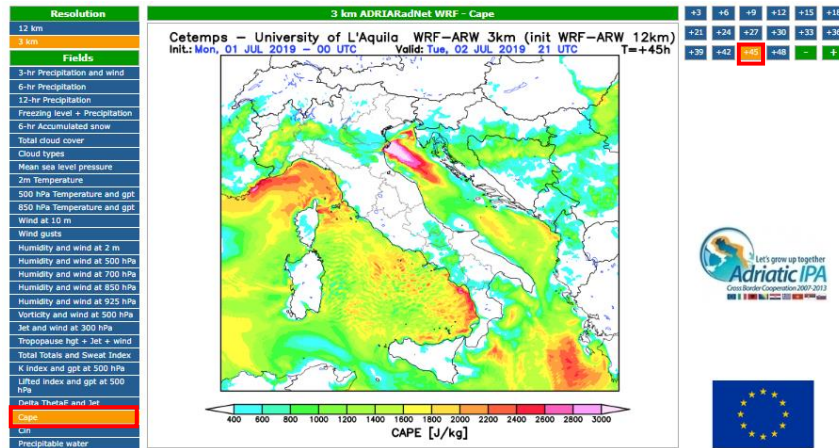 Resolution
12 km
3 km
Fields
3-hr Precipitation and wind
6-hr Precipitation
12-hr Precipitation
Freezing level + Precipitation
6-hr Accumulated snow
Total cloud cover
Cloud types
Mean sea level pressure
2m Temperature
500 hPa Temperature and gpt
850 hPa Temperature and gpt
Wind at 10 m
Wind gusts
Humidity and wind at 2 m
Humidity and wind at 500 hPa
Humidity and wind at 700 hPa
Humidity and wind at 850 hPa
Humidity and wind at 925 hPa
Vorticity and wind at 500 hPa
Jet and wind at 300 hPa
Tropopause hgt + Jet + wind
Total Totals and Sweat Index
K index and gpt at 500 hPa
Lifted index and gpt at 500
hPa
Delta ThetaE and Jet
Cape
Cin
Precipitable water
3 km ADRIARadNet WRF - Cape
Cetemps - University of L'Aquila WRF-ARW 3km (init WRF-ARW 12km)
Init.: Mon, 01 JUL 2019 - 00 UTC Valid: Tue, 02 JUL 2019 21 UTC T=+45h
400 600 800 1000 1200 1400 1600 1800 2000 2200 2400 2600 2800 3000
CAPE [J/kg]
+3 +6 +9 +12 +15 +18
+21 +24 +27 +30 +33 +36
+39 +42 +45 +48 - +
Let's grow up together
Adriatic IPA
Cross Border Cooperation 2007-2013